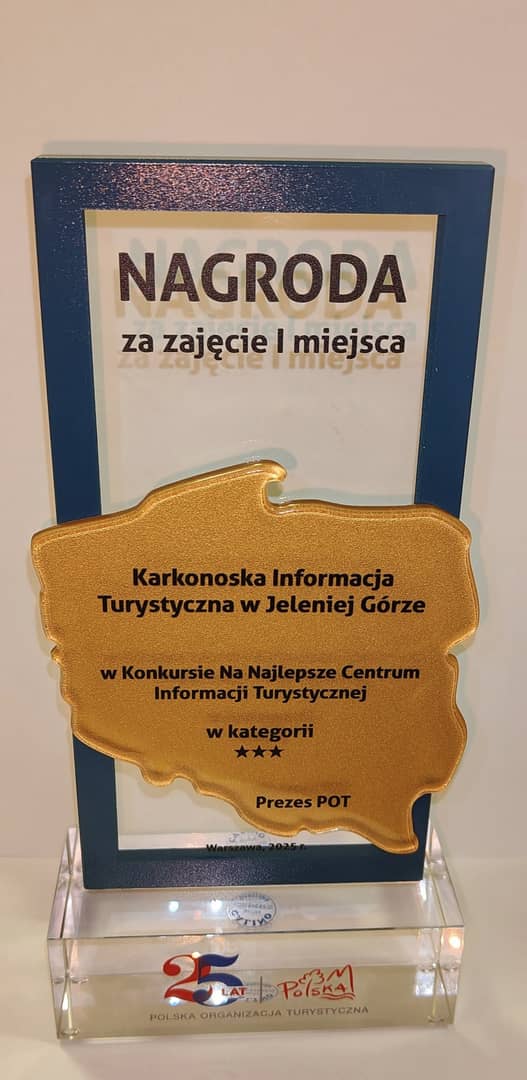 NAGRODA
za zajęcie I miejsca
Karkonoska Informacja
Turystyczna w Jeleniej Górze
w Konkursie Na Najlepsze Centrum
Informacji Turystycznej
w kategorii
★★★
Prezes POT
Warszawa, 2025 r.
25 LAT POLSKA
POLSKA ORGANIZACJA TURYSTYCZNA